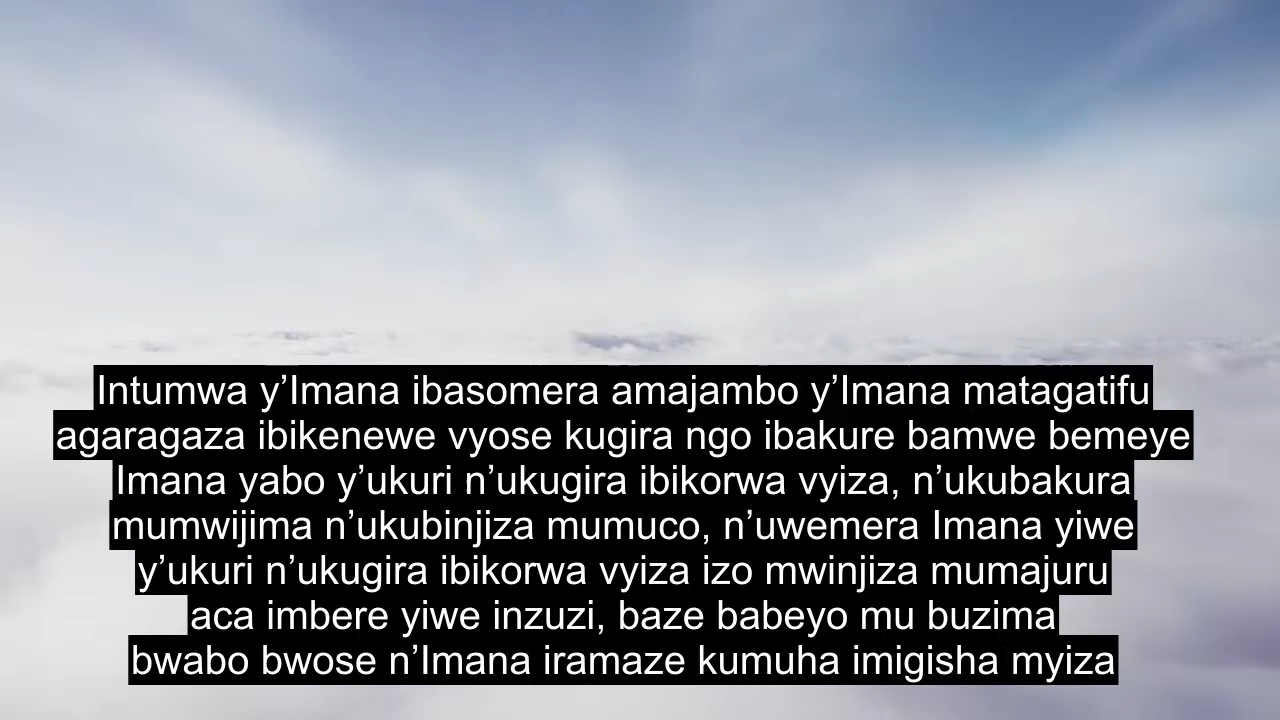 Intumwa y’Imana ibasomera amajambo y’Imana matagatifu
agaragaza ibikenewe vyose kugira ngo ibakure bamwe bemeye
Imana yabo y’ukuri n’ukugira ibikorwa vyiza, n’ukubakura
mumwijima n’ukubinjiza mumuco, n’uwemera Imana yiwe
y’ukuri n’ukugira ibikorwa vyiza izo mwinjiza mumajuru
aca imbere yiwe inzuzi, baze babeyo mu buzima
bwabo bwose n’Imana iramaze kumuha imigisha myiza